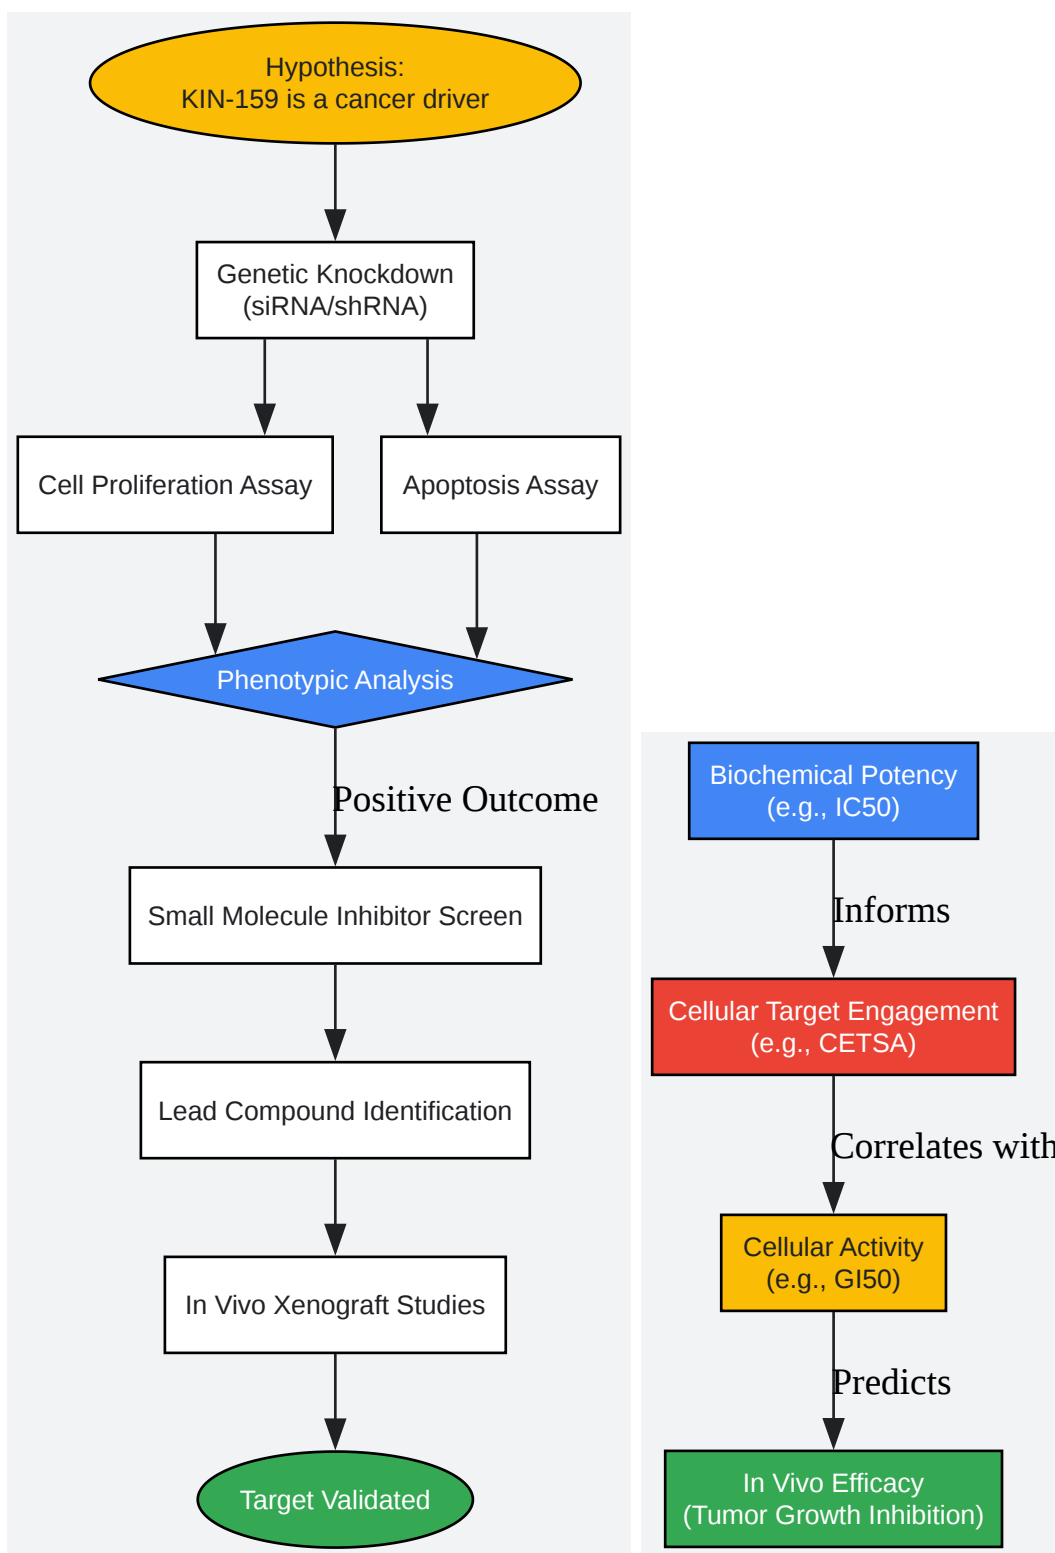 Hypothesis:
KIN-159 is a cancer driver
Genetic Knockdown
(siRNA/shRNA)
Cell Proliferation Assay
Apoptosis Assay
Phenotypic Analysis
Positive Outcome
Small Molecule Inhibitor Screen
Lead Compound Identification
In Vivo Xenograft Studies
Target Validated
Biochemical Potency
(e.g., IC50)
Informs
Cellular Target Engagement
(e.g., CETSA)
Correlates with
Cellular Activity
(e.g., GI50)
Predicts
In Vivo Efficacy
(Tumor Growth Inhibition)